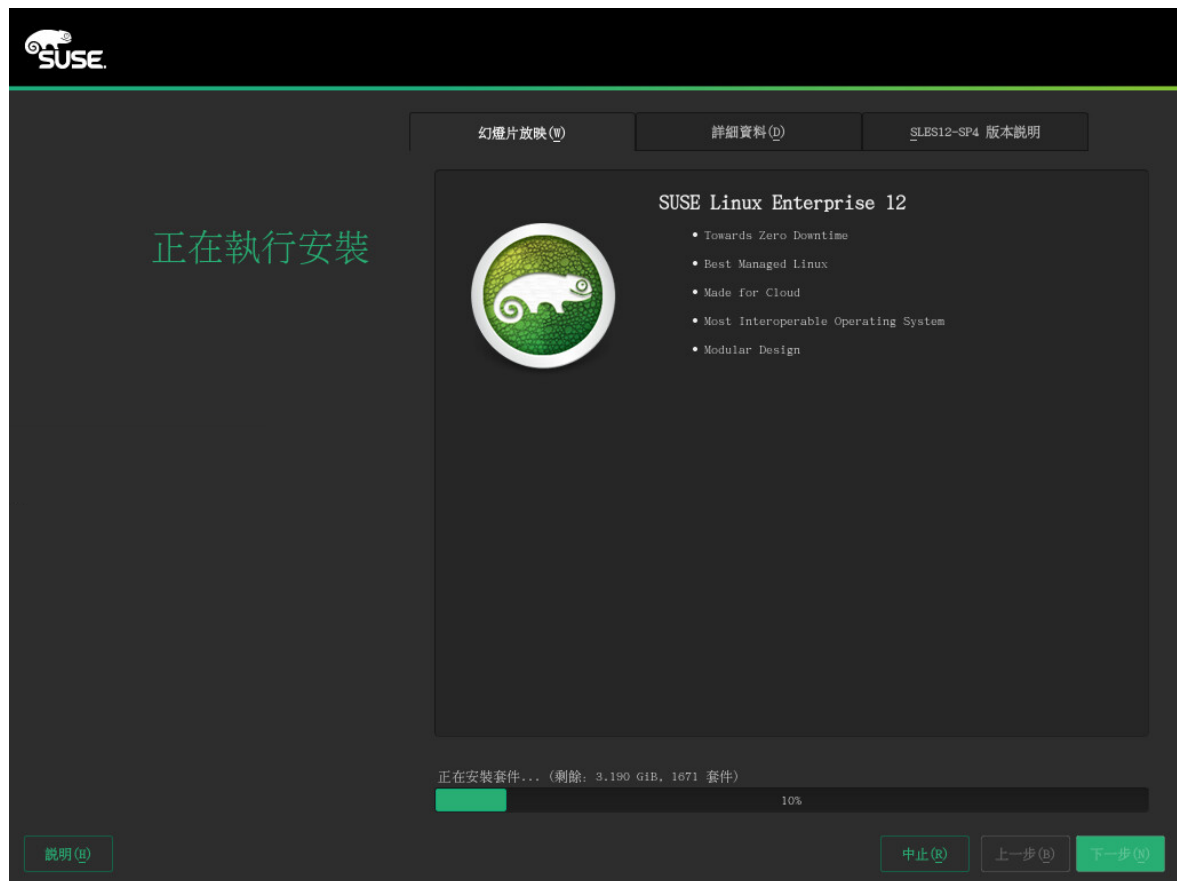 SUSE.
幻燈片放映(W)
詳細資料(D)
SLES12-SP4 版本說明
正在執行安裝
SUSE Linux Enterprise 12
• Towards Zero Downtime
• Best Managed Linux
• Made for Cloud
• Most Interoperable Operating System
• Modular Design
正在安裝套件... (剩餘: 3.190 GiB, 1671 套件)
10%
說明(H)
中止(R)
上一步(B)
下一步(N)